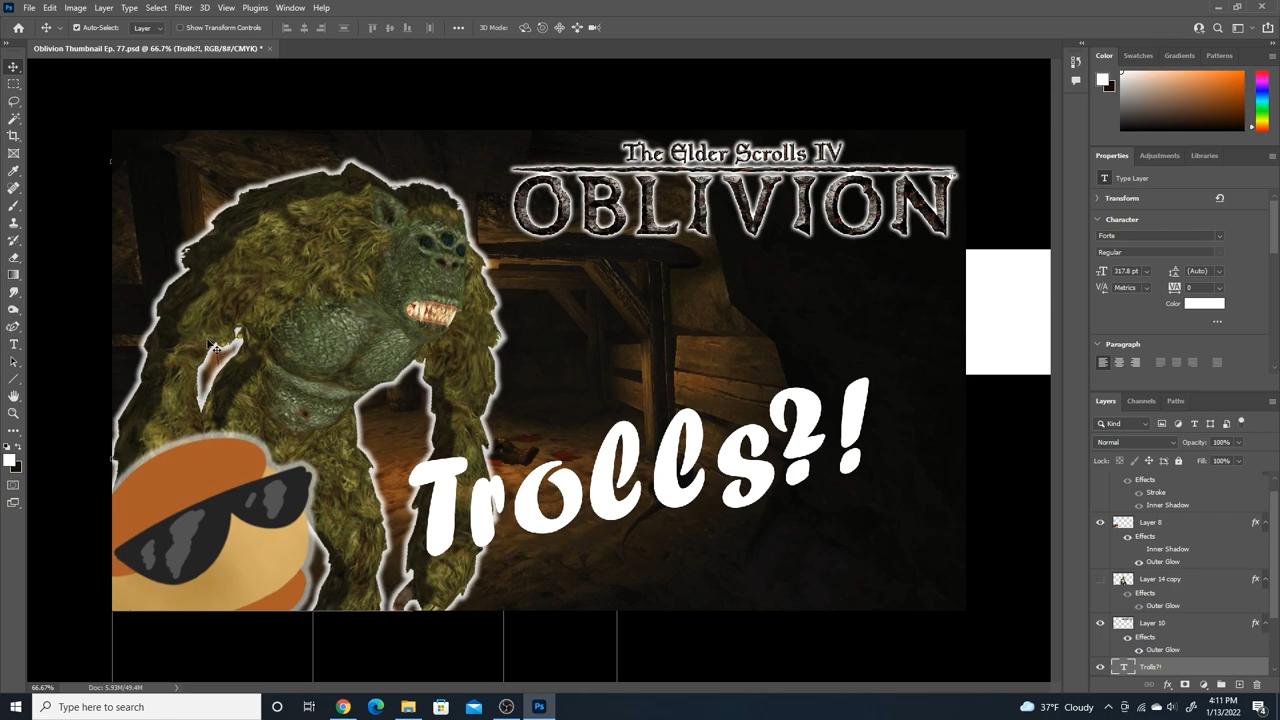 File Edit Image Layer Type Select Filter 3D View Plugins Window Help
Auto-Select: Layer Show Transform Controls 3D Mode:
Oblivion Thumbnail Ep. 77.psd @ 66.7% (Trolls?!, RGB/8#/CMYK) *
Color Swatches Gradients Patterns
The Elder Scrolls IV
OBLIVION
Trolls?!
Properties Adjustments Libraries
Type Layer
Transform
Character
Forte
Regular
317.8 pt (Auto)
Metrics 0
Color
Paragraph
Layers Channels Paths
Kind
Normal Opacity: 100%
Lock: Fill: 100%
Effects
Stroke
Inner Shadow
Layer 8
Effects
Inner Shadow
Outer Glow
Layer 14 copy
Effects
Outer Glow
Layer 10
Effects
Outer Glow
Trolls?!
66.67% Doc: 5.93M/49.4M
Type here to search
37°F Cloudy
4:11 PM
1/13/2022